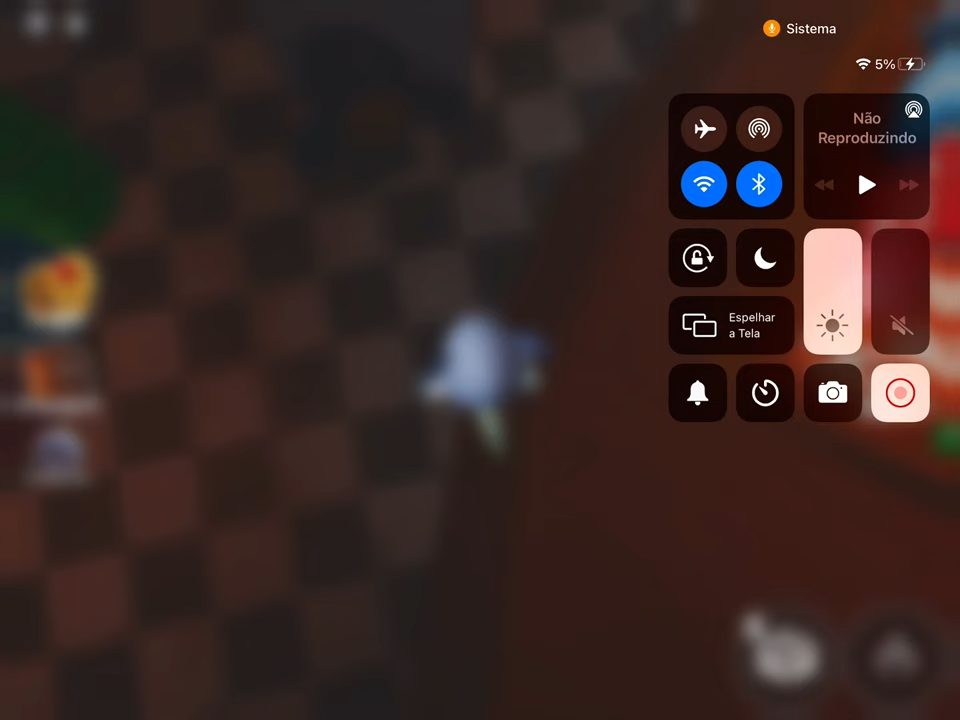 Sistema
5%
Não
Reproduzindo
Espelhar
a Tela